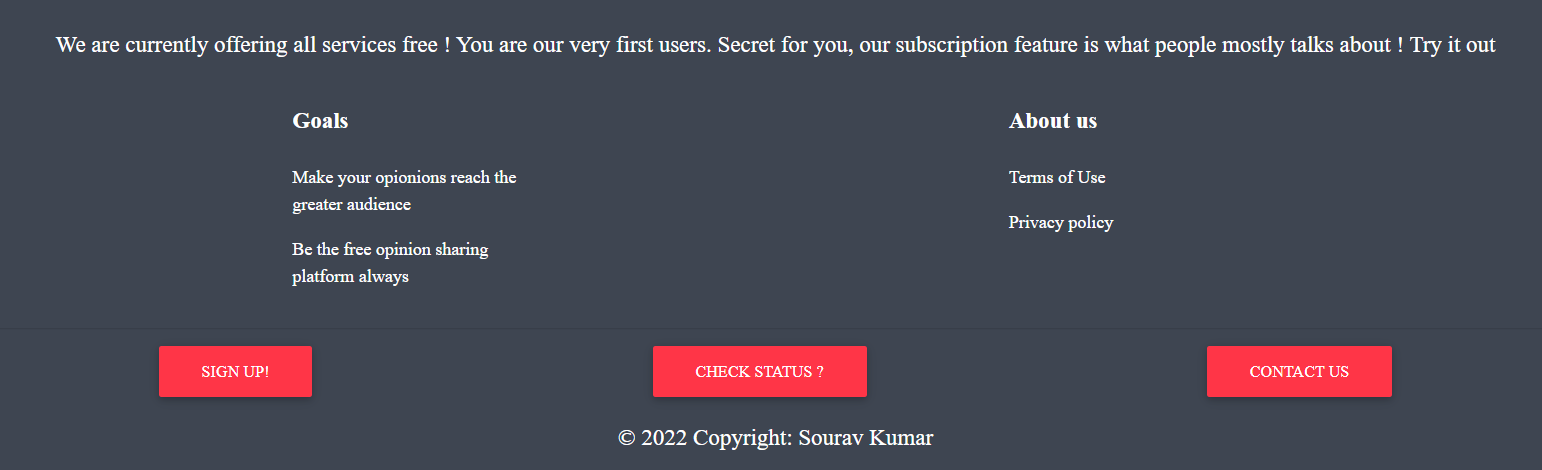 We are currently offering all services free ! You are our very first users. Secret for you, our subscription feature is what people mostly talks about ! Try it out
Goals
Make your opionions reach the
greater audience
Be the free opinion sharing
platform always
About us
Terms of Use
Privacy policy
SIGN UP!
CHECK STATUS ?
CONTACT US
© 2022 Copyright: Sourav Kumar